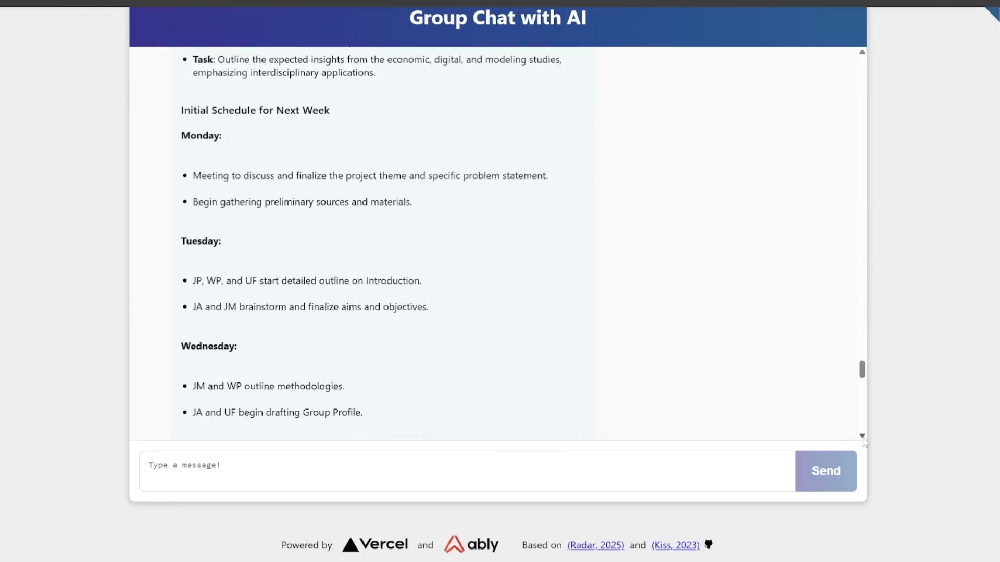 Group Chat with AI
• Task: Outline the expected insights from the economic, digital, and modeling studies,
emphasizing interdisciplinary applications.
Initial Schedule for Next Week
Monday:
• Meeting to discuss and finalize the project theme and specific problem statement.
• Begin gathering preliminary sources and materials.
Tuesday:
• JP, WP, and UF start detailed outline on Introduction.
• JA and JM brainstorm and finalize aims and objectives.
Wednesday:
• JM and WP outline methodologies.
• JA and UF begin drafting Group Profile.
Type a message!
Send
Powered by Vercel and ably Based on (Radar, 2025) and (Kiss, 2023)